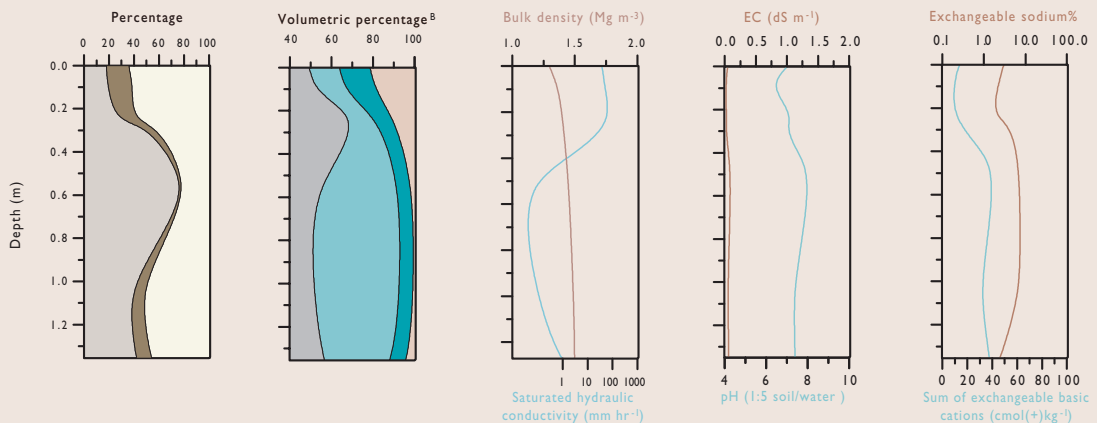 Percentage
0 20 40 60 80 100
Depth (m)
0.0
0.2
0.4
0.6
0.8
1.0
1.2
Volumetric percentage B
40 60 80 100
Bulk density (Mg m-3)
1.0 1.5 2.0
1 10 100 1000
Saturated hydraulic
conductivity (mm hr-1)
EC (dS m-1)
0.0 0.5 1.0 1.5 2.0
4 6 8 10
pH (1:5 soil/water )
Exchangeable sodium%
0.1 1.0 10.0 100.0
0 20 40 60 80 100
Sum of exchangeable basic
cations (cmol(+)kg-1)